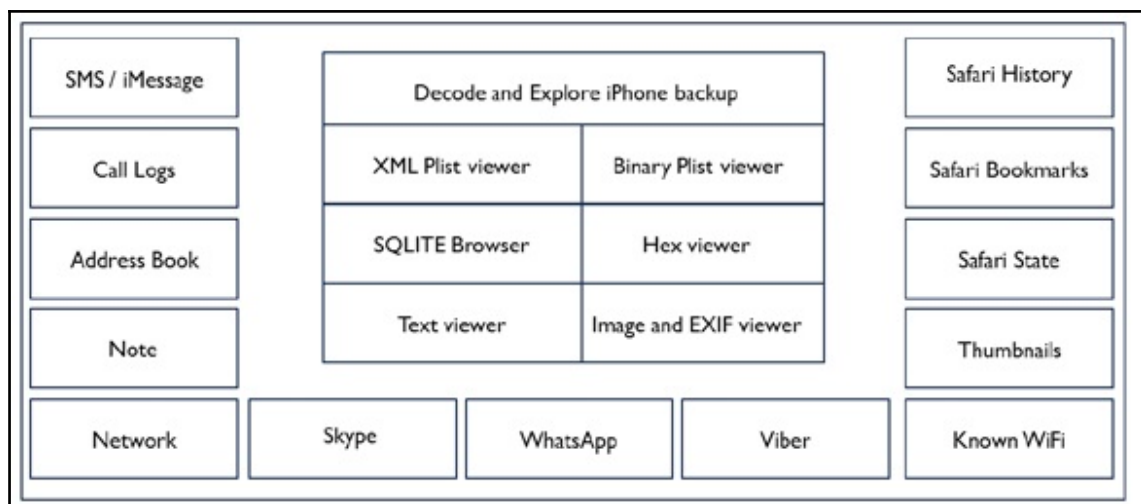 SMS / iMessage
Call Logs
Address Book
Note
Network
Decode and Explore iPhone backup
XML Plist viewer
Binary Plist viewer
SQLITE Browser
Hex viewer
Text viewer
Image and EXIF viewer
Skype
WhatsApp
Viber
Safari History
Safari Bookmarks
Safari State
Thumbnails
Known WiFi